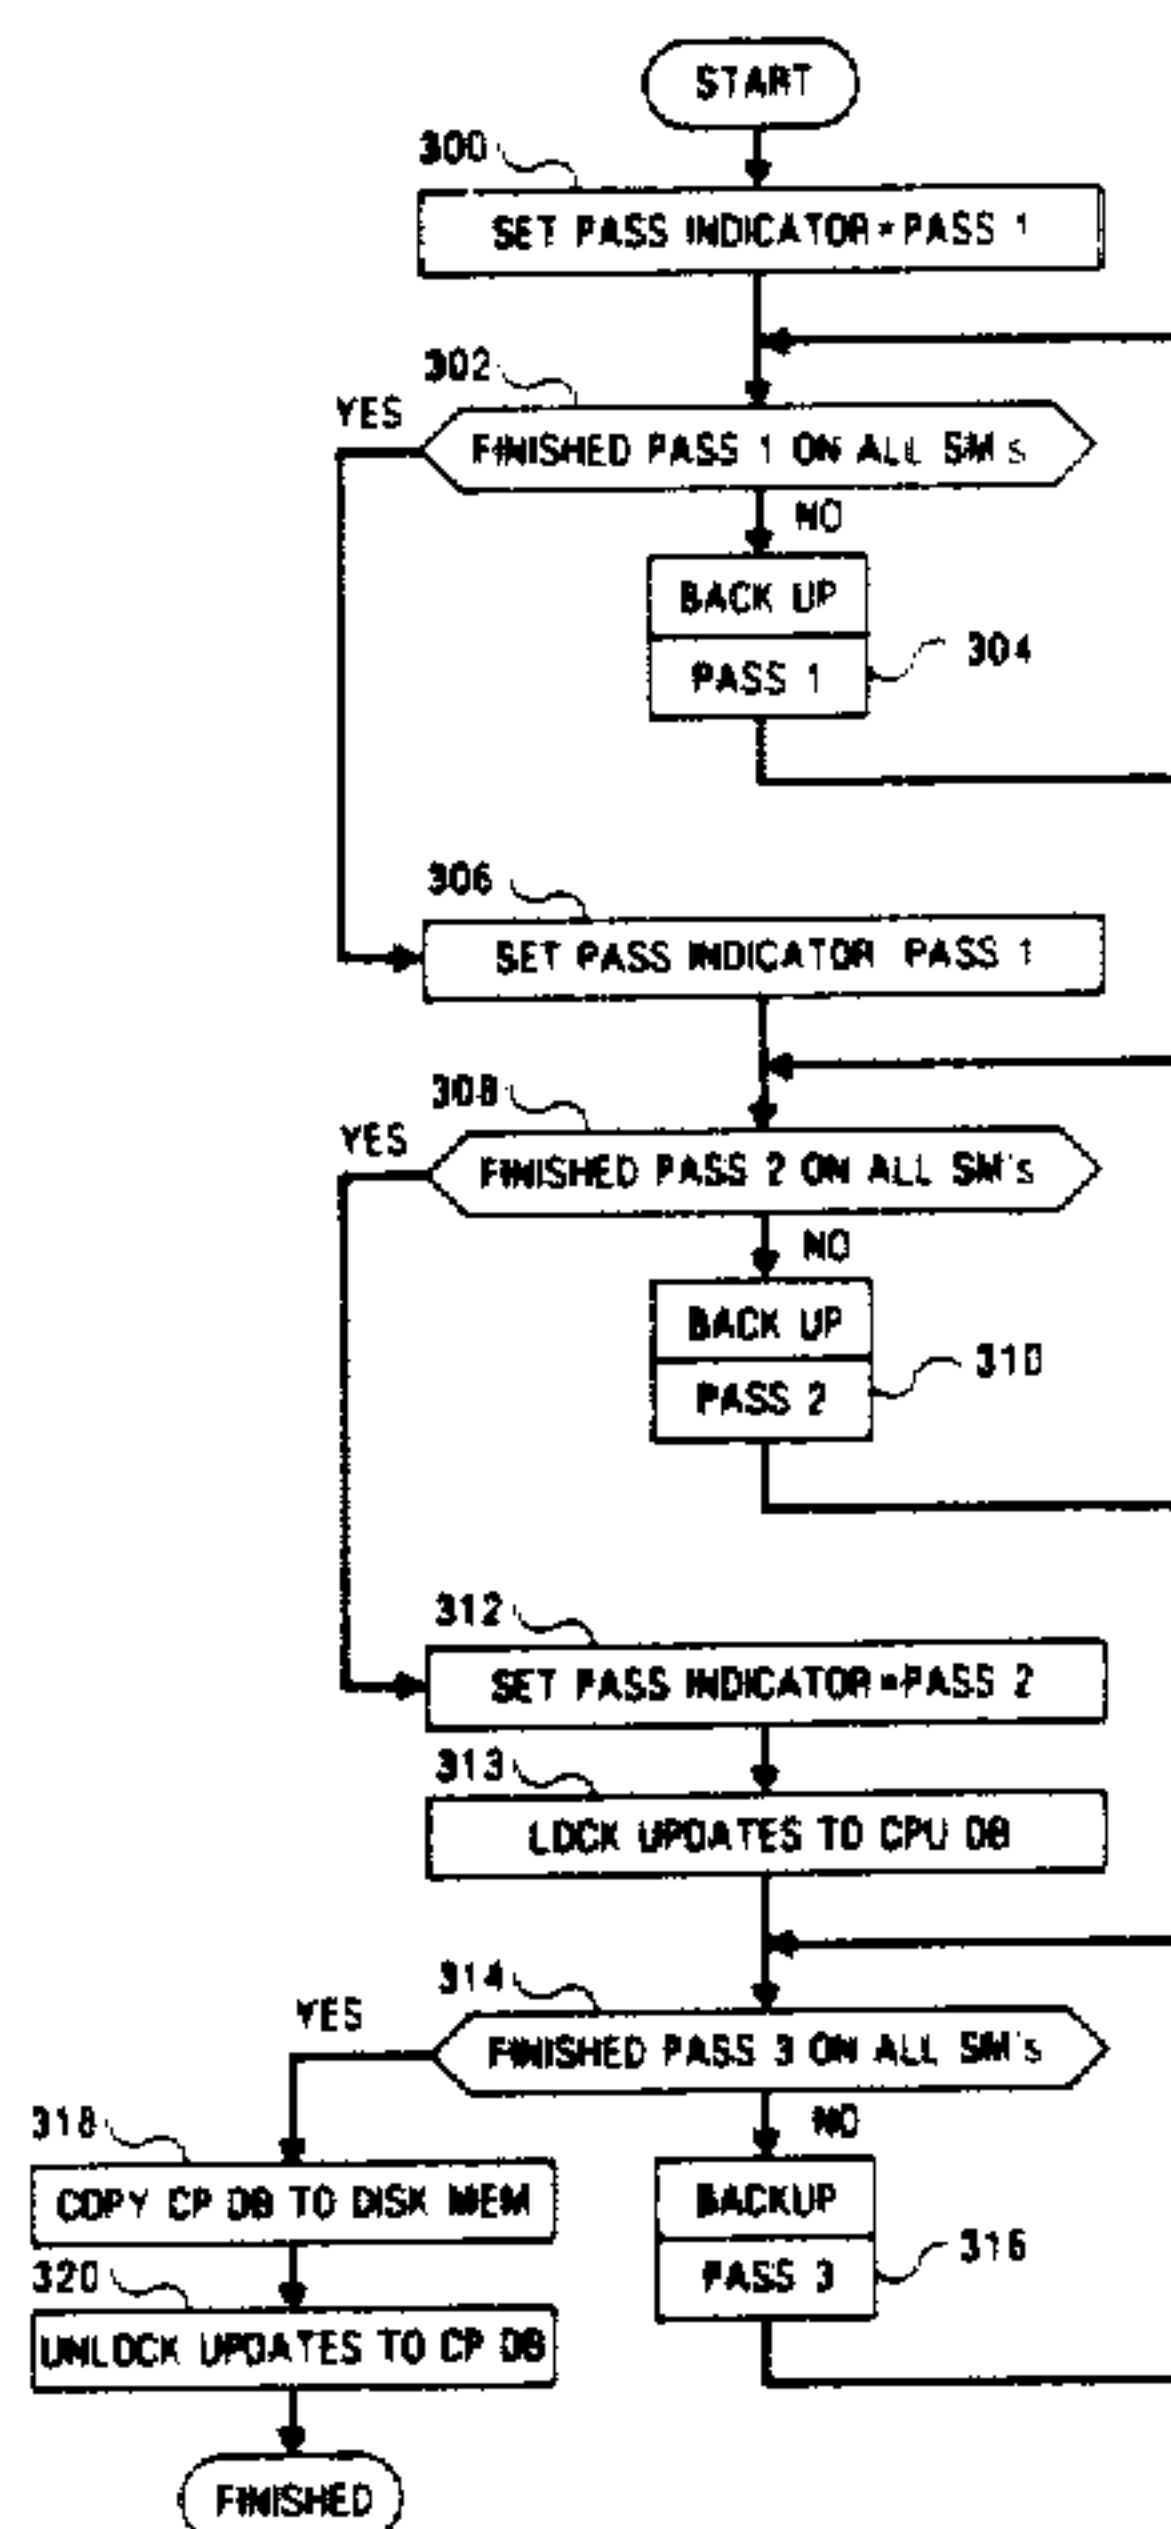 START
300
SET PASS INDICATOR = PASS 1
302
YES
FINISHED PASS 1 ON ALL SM s
NO
BACK UP
PASS 1
304
306
SET PASS INDICATOR PASS 1
308
YES
FINISHED PASS 2 ON ALL SM's
NO
BACK UP
PASS 2
310
312
SET PASS INDICATOR = PASS 2
313
LOCK UPDATES TO CPU DB
314
YES
FINISHED PASS 3 ON ALL SM's
NO
318
COPY CP DB TO DISK MEM
BACKUP
PASS 3
316
320
UNLOCK UPDATES TO CP DB
FINISHED